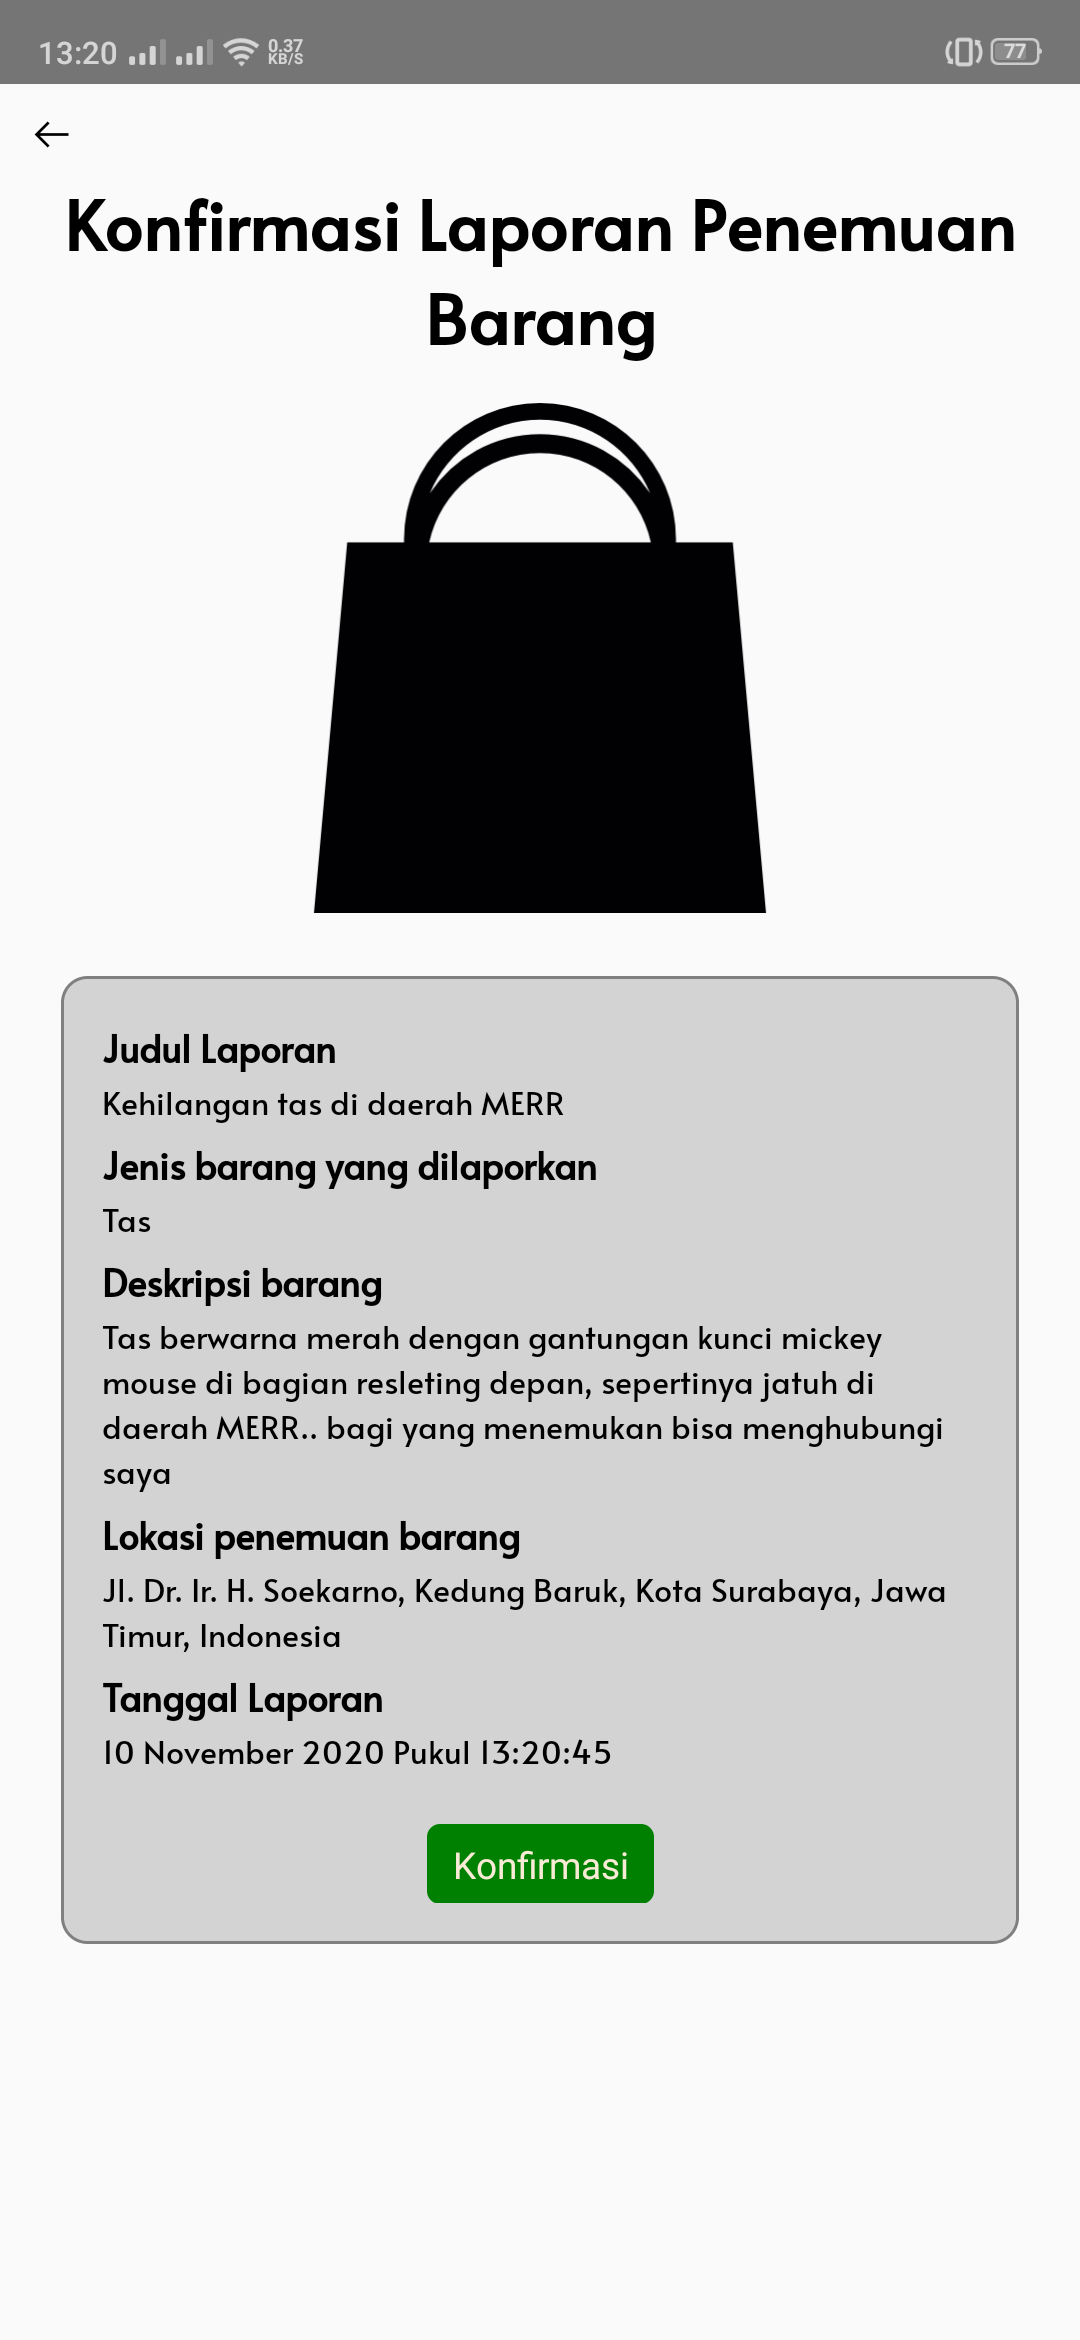 13:20 0.37 KB/S 77
Konfirmasi Laporan Penemuan
Barang
Judul Laporan
Kehilangan tas di daerah MERR
Jenis barang yang dilaporkan
Tas
Deskripsi barang
Tas berwarna merah dengan gantungan kunci mickey
mouse di bagian resleting depan, sepertinya jatuh di
daerah MERR.. bagi yang menemukan bisa menghubungi
saya
Lokasi penemuan barang
Jl. Dr. Ir. H. Soekarno, Kedung Baruk, Kota Surabaya, Jawa
Timur, Indonesia
Tanggal Laporan
10 November 2020 Pukul 13:20:45
Konfirmasi